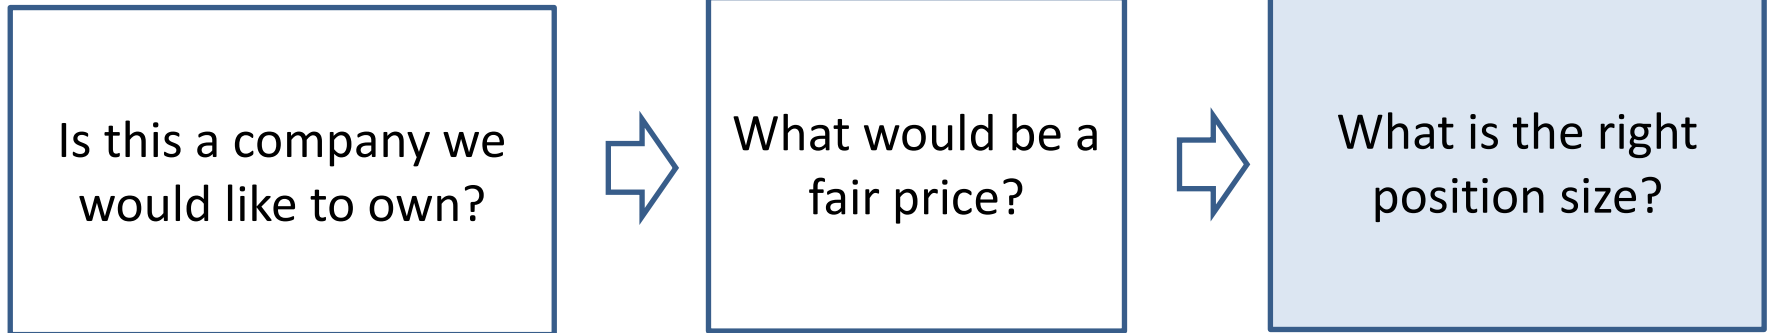 Is this a company we
would like to own?
What would be a
fair price?
What is the right
position size?